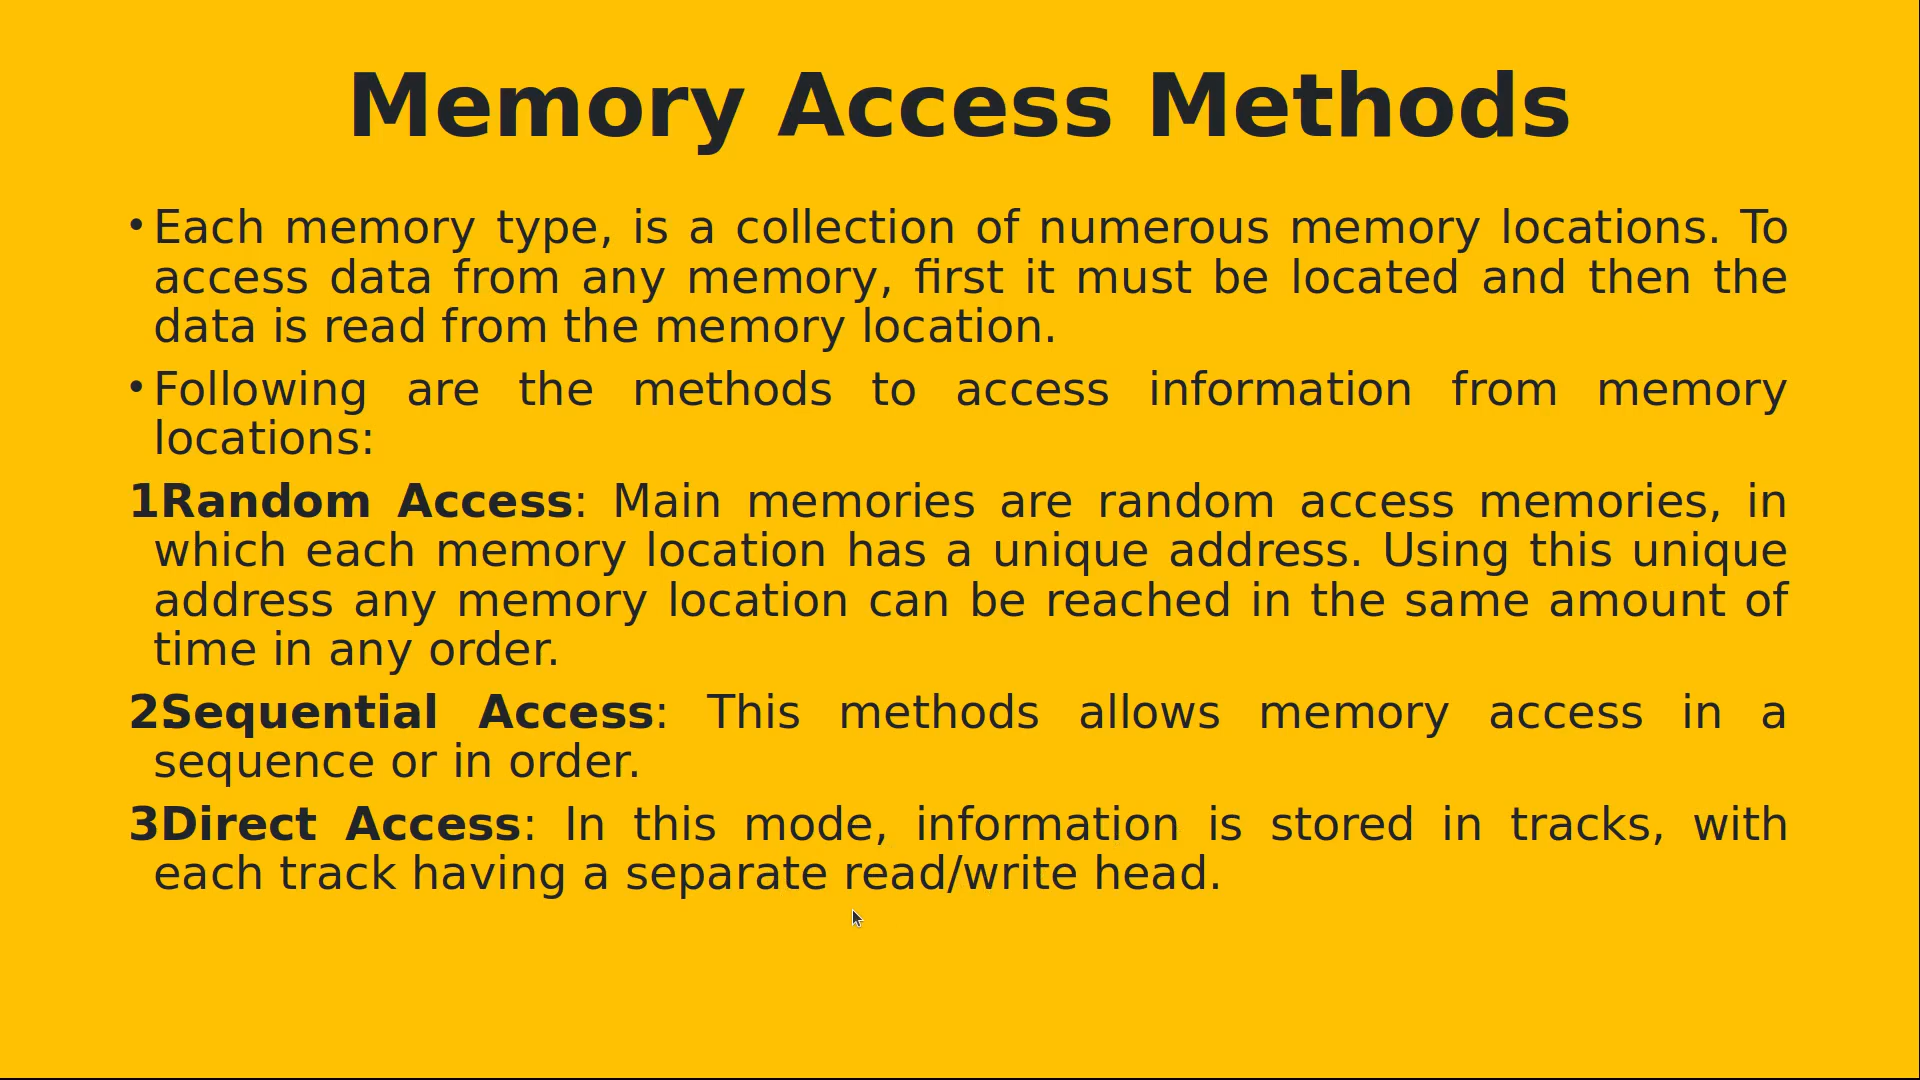 Memory Access Methods
• Each memory type, is a collection of numerous memory locations. To
access data from any memory, first it must be located and then the
data is read from the memory location.
• Following are the methods to access information from memory
locations:
1Random Access: Main memories are random access memories, in
which each memory location has a unique address. Using this unique
address any memory location can be reached in the same amount of
time in any order.
2Sequential Access: This methods allows memory access in a
sequence or in order.
3Direct Access: In this mode, information is stored in tracks, with
each track having a separate read/write head.